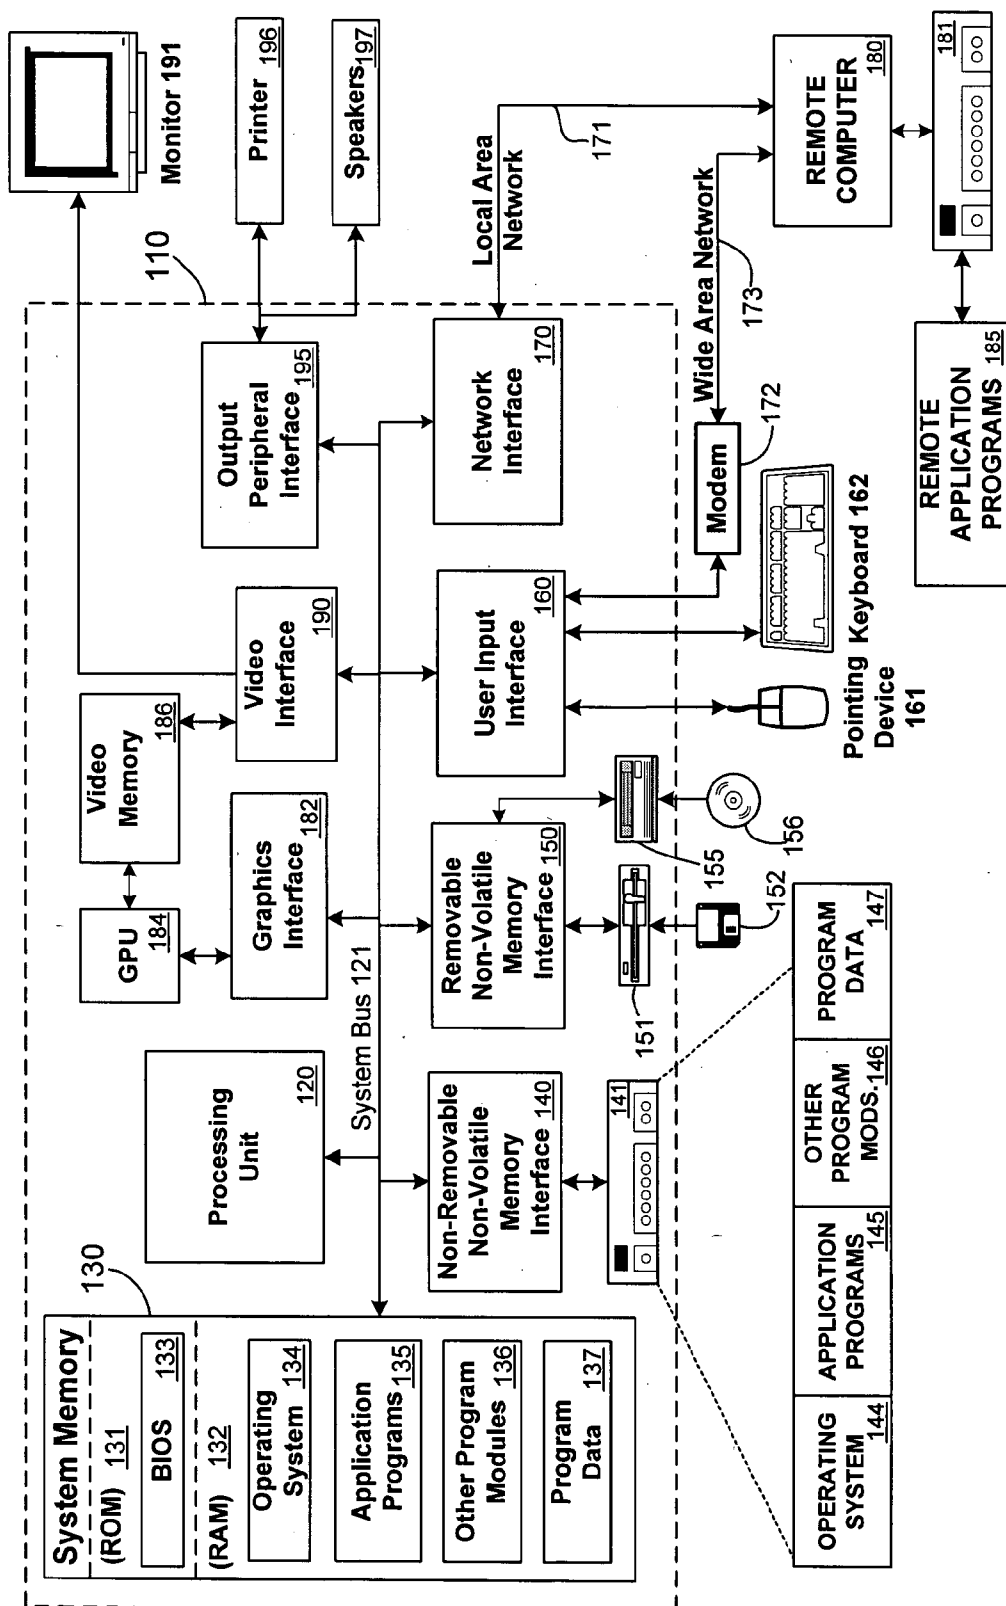 System Memory
130
(ROM) 131
BIOS 133
(RAM) 132
Operating
System 134
Application
Programs 135
Other Program
Modules 136
Program
Data 137
Processing
Unit
120
System Bus 121
GPU
184
Video
Memory
186
Graphics
Interface
182
Video
Interface
190
Output
Peripheral
Interface 195
110
Monitor 191
Printer
196
Speakers
197
Non-Removable
Non-Volatile
Memory
Interface 140
Removable
Non-Volatile
Memory
Interface 150
User Input
Interface
160
Network
Interface
170
Local Area
Network
171
141
151
152
155
156
Pointing
Device
161
Keyboard 162
Modem
172
Wide Area Network
173
REMOTE
COMPUTER
180
181
REMOTE
APPLICATION
PROGRAMS 185
OPERATING
SYSTEM 144
APPLICATION
PROGRAMS 145
OTHER
PROGRAM
MODS. 146
PROGRAM
DATA 147